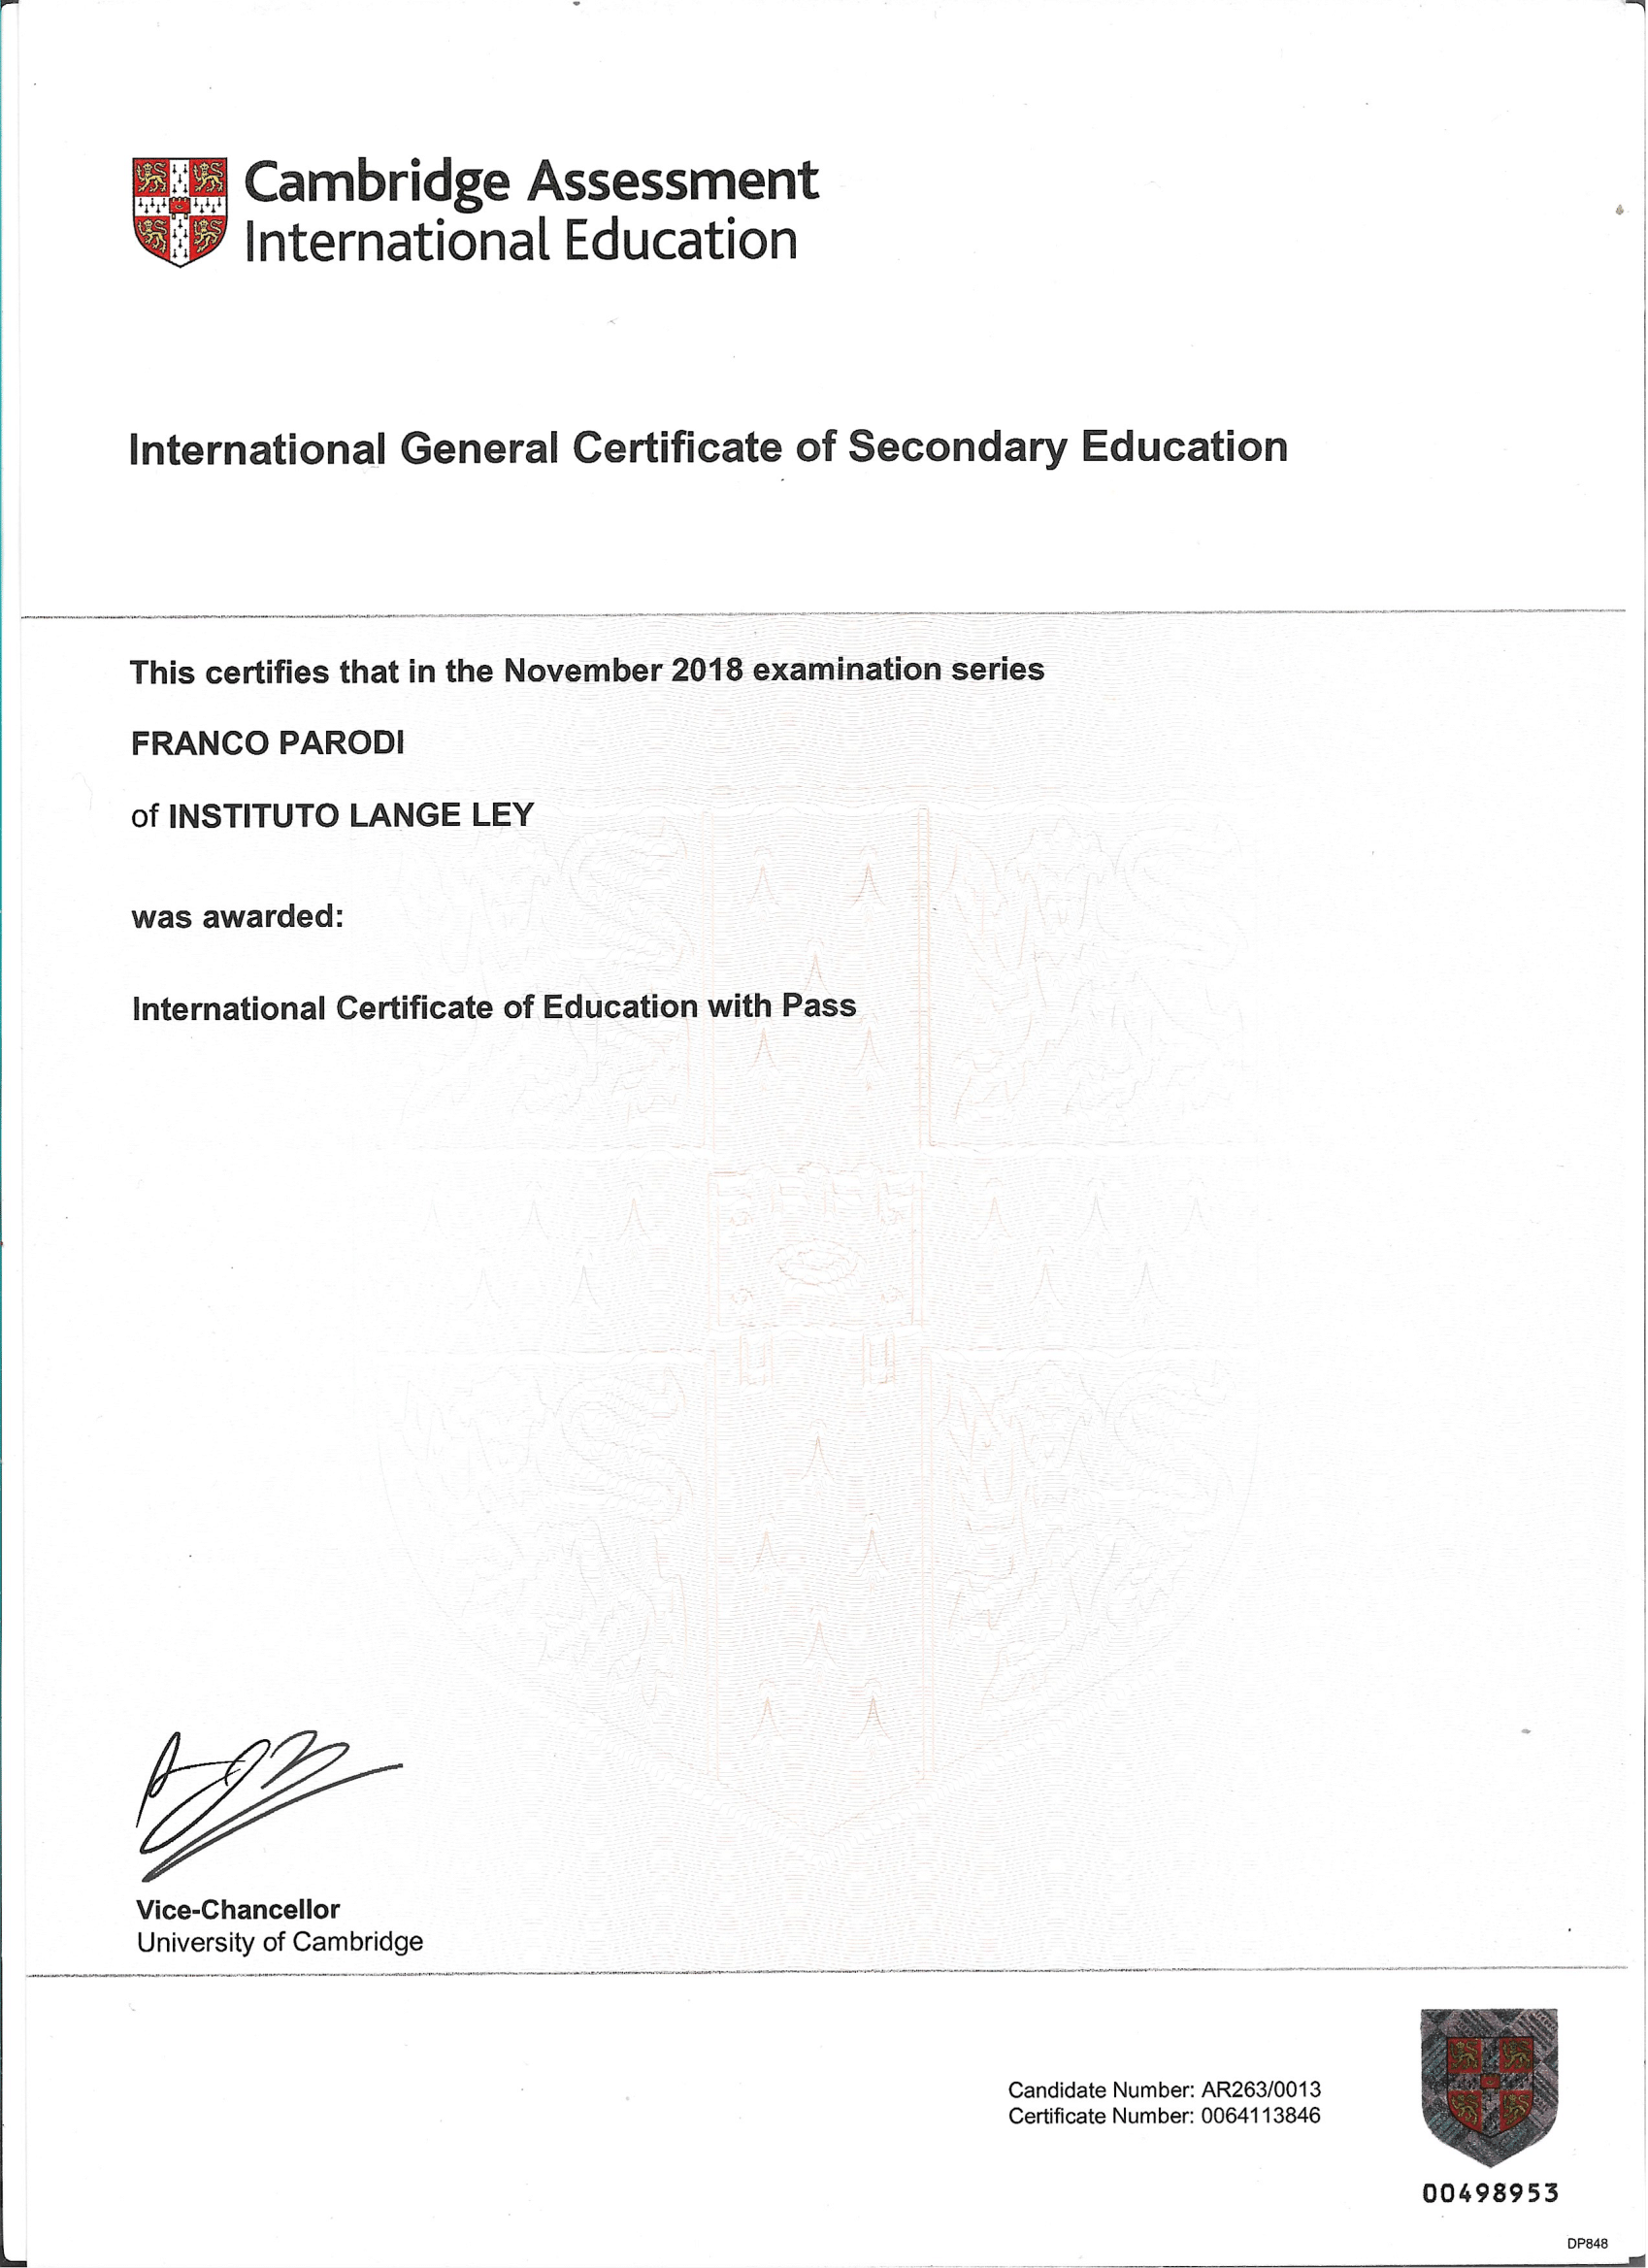 Cambridge Assessment
International Education
International General Certificate of Secondary Education
This certifies that in the November 2018 examination series
FRANCO PARODI
of INSTITUTO LANGE LEY
was awarded:
International Certificate of Education with Pass
Vice-Chancellor
University of Cambridge
Candidate Number: AR263/0013
Certificate Number: 0064113846
00498953
DP848